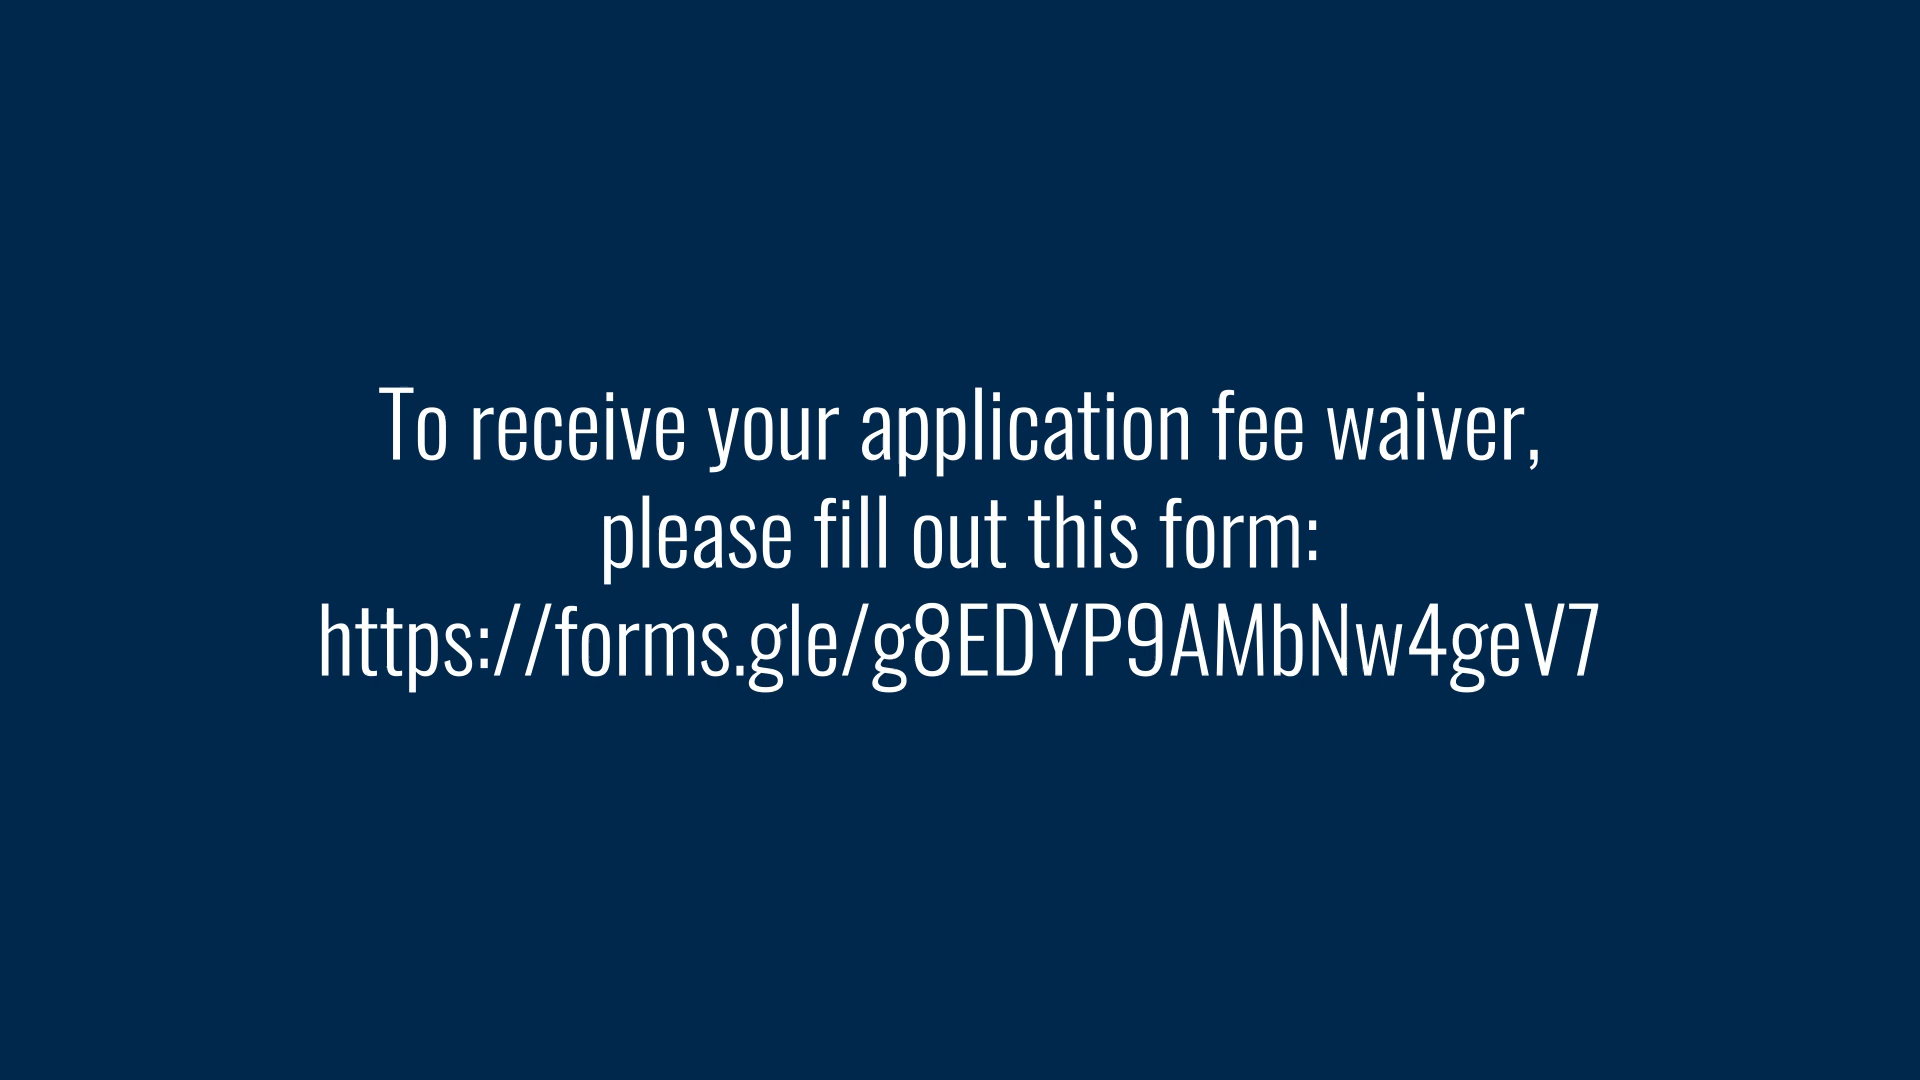 To receive your application fee waiver,
please fill out this form:
https://forms.gle/g8EDYP9AMbNw4geV7